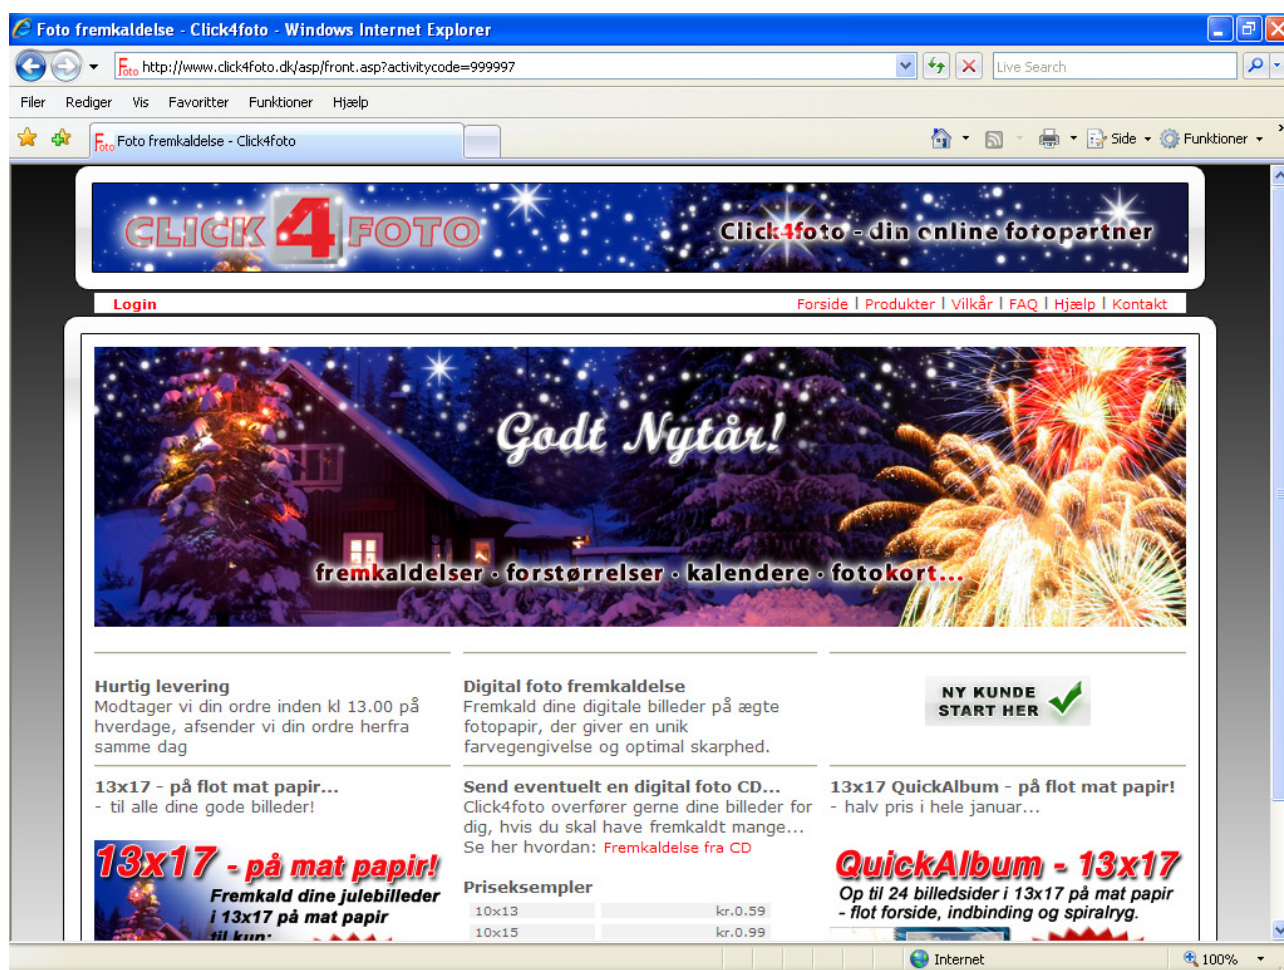 Foto fremkaldelse - Click4foto - Windows Internet Explorer
Foto http://www.click4foto.dk/asp/front.asp?activitycode=999997
Live Search
Filer Rediger Vis Favoritter Funktioner Hjælp
Foto Foto fremkaldelse - Click4foto
Side Funktioner
CLICK 4 FOTO
Click4foto - din online fotopartner
Login
Forside | Produkter | Vilkår | FAQ | Hjælp | Kontakt
Godt Nytår!
fremkaldelser · forstørrelser · kalendere · fotokort...
Hurtig levering
Modtager vi din ordre inden kl 13.00 på
hverdage, afsender vi din ordre herfra
samme dag
Digital foto fremkaldelse
Fremkald dine digitale billeder på ægte
fotopapir, der giver en unik
farvegengivelse og optimal skarphed.
NY KUNDE
START HER
13x17 - på flot mat papir...
- til alle dine gode billeder!
13x17 - på mat papir!
Fremkald dine julebilleder
i 13x17 på mat papir
til kun:
Send eventuelt en digital foto CD...
Click4foto overfører gerne dine billeder for
dig, hvis du skal have fremkaldt mange...
Se her hvordan: Fremkaldelse fra CD
Priseksempler
10x13 kr.0.59
10x15 kr.0.99
13x17 QuickAlbum - på flot mat papir!
- halv pris i hele januar...
QuickAlbum - 13x17
Op til 24 billedsider i 13x17 på mat papir
- flot forside, indbinding og spiralryg.
Internet
100%